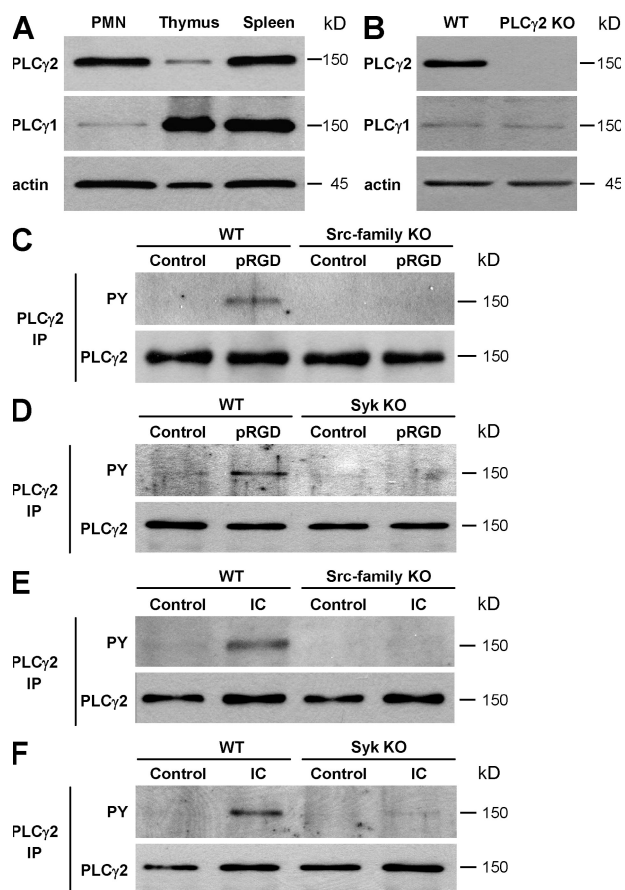 A PMN Thymus Spleen kD
PLCγ2 150
PLCγ1 150
actin 45
B WT PLCγ2 KO kD
PLCγ2 150
PLCγ1 150
actin 45
C WT Src-family KO
Control pRGD Control pRGD kD
PLCγ2 IP
PY 150
PLCγ2 150
D WT Syk KO
Control pRGD Control pRGD kD
PLCγ2 IP
PY 150
PLCγ2 150
E WT Src-family KO
Control IC Control IC kD
PLCγ2 IP
PY 150
PLCγ2 150
F WT Syk KO
Control IC Control IC kD
PLCγ2 IP
PY 150
PLCγ2 150